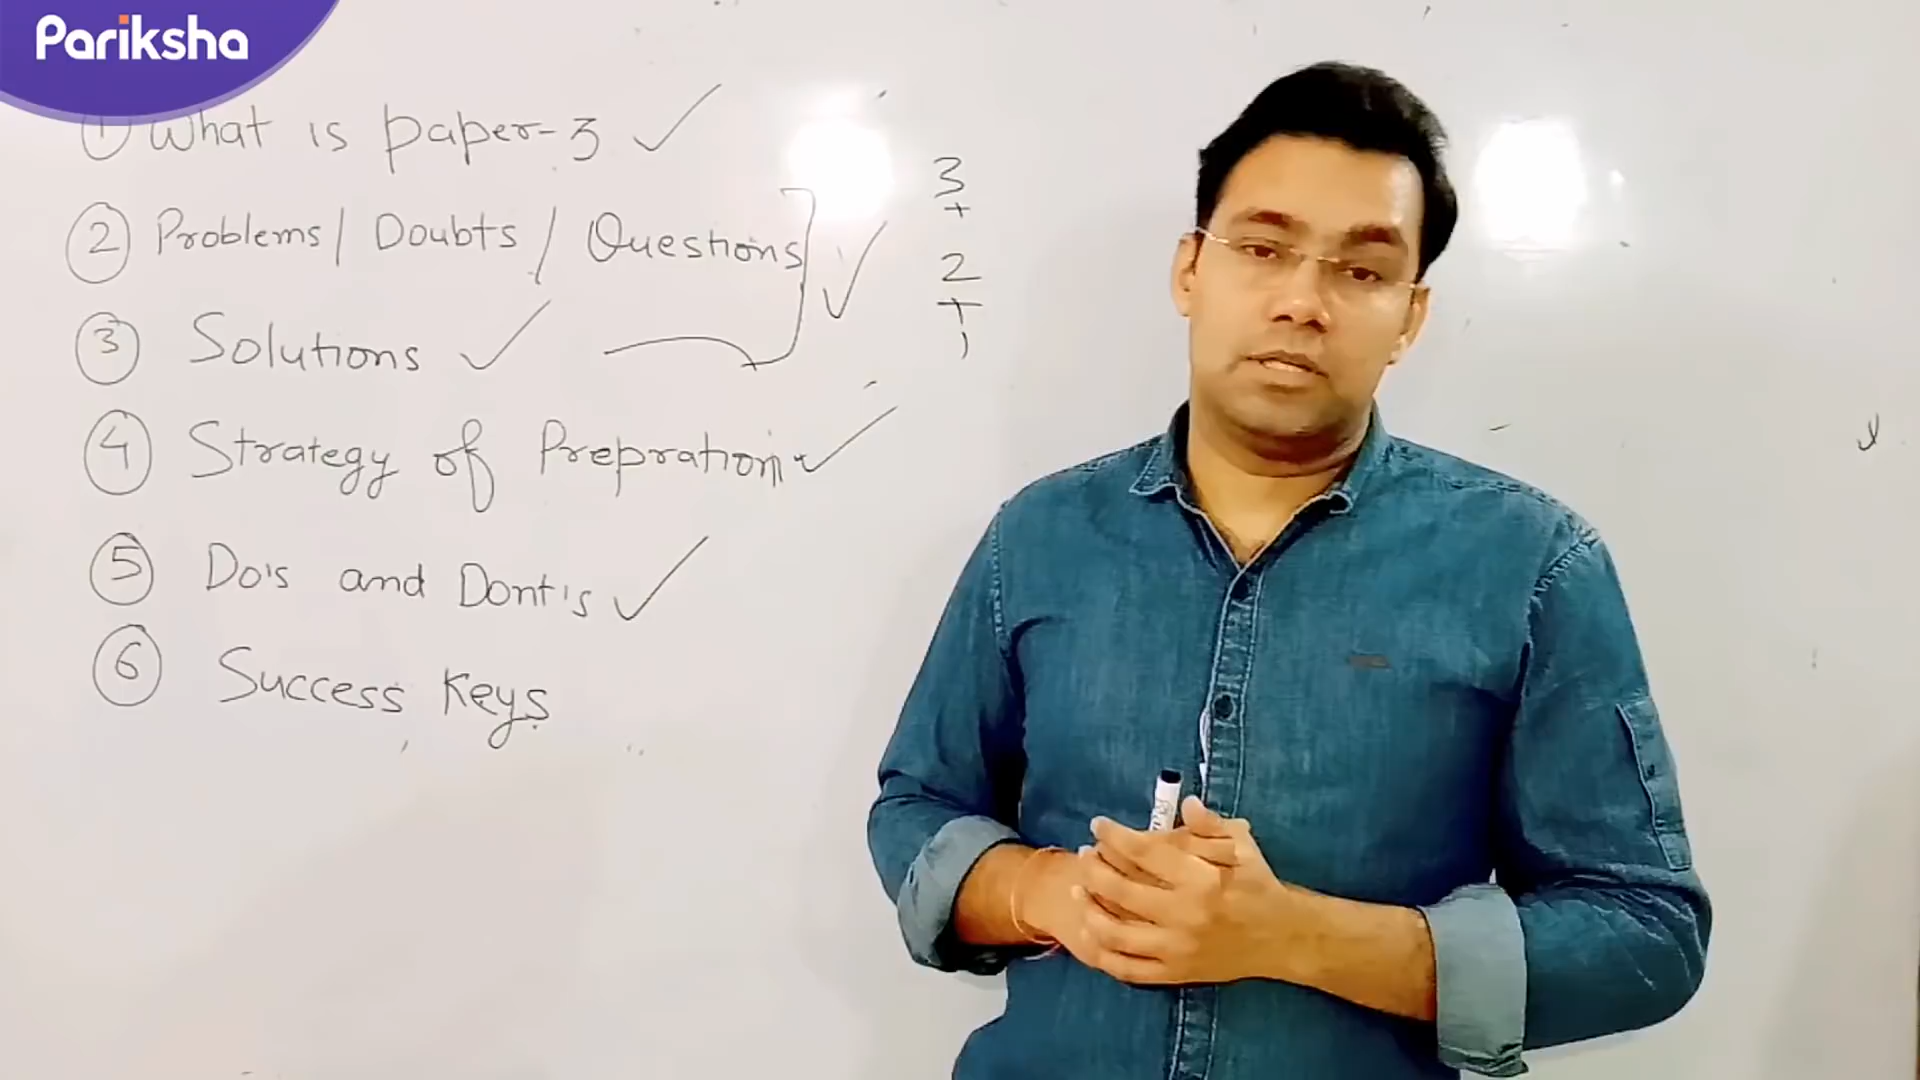 Pariksha
① What is paper-3 ✓
② Problems / Doubts / Questions ✓
③ Solutions ✓
④ Strategy of Prepration ✓
⑤ Do's and Dont's ✓
⑥ Success Keys
3
+
2
+
1